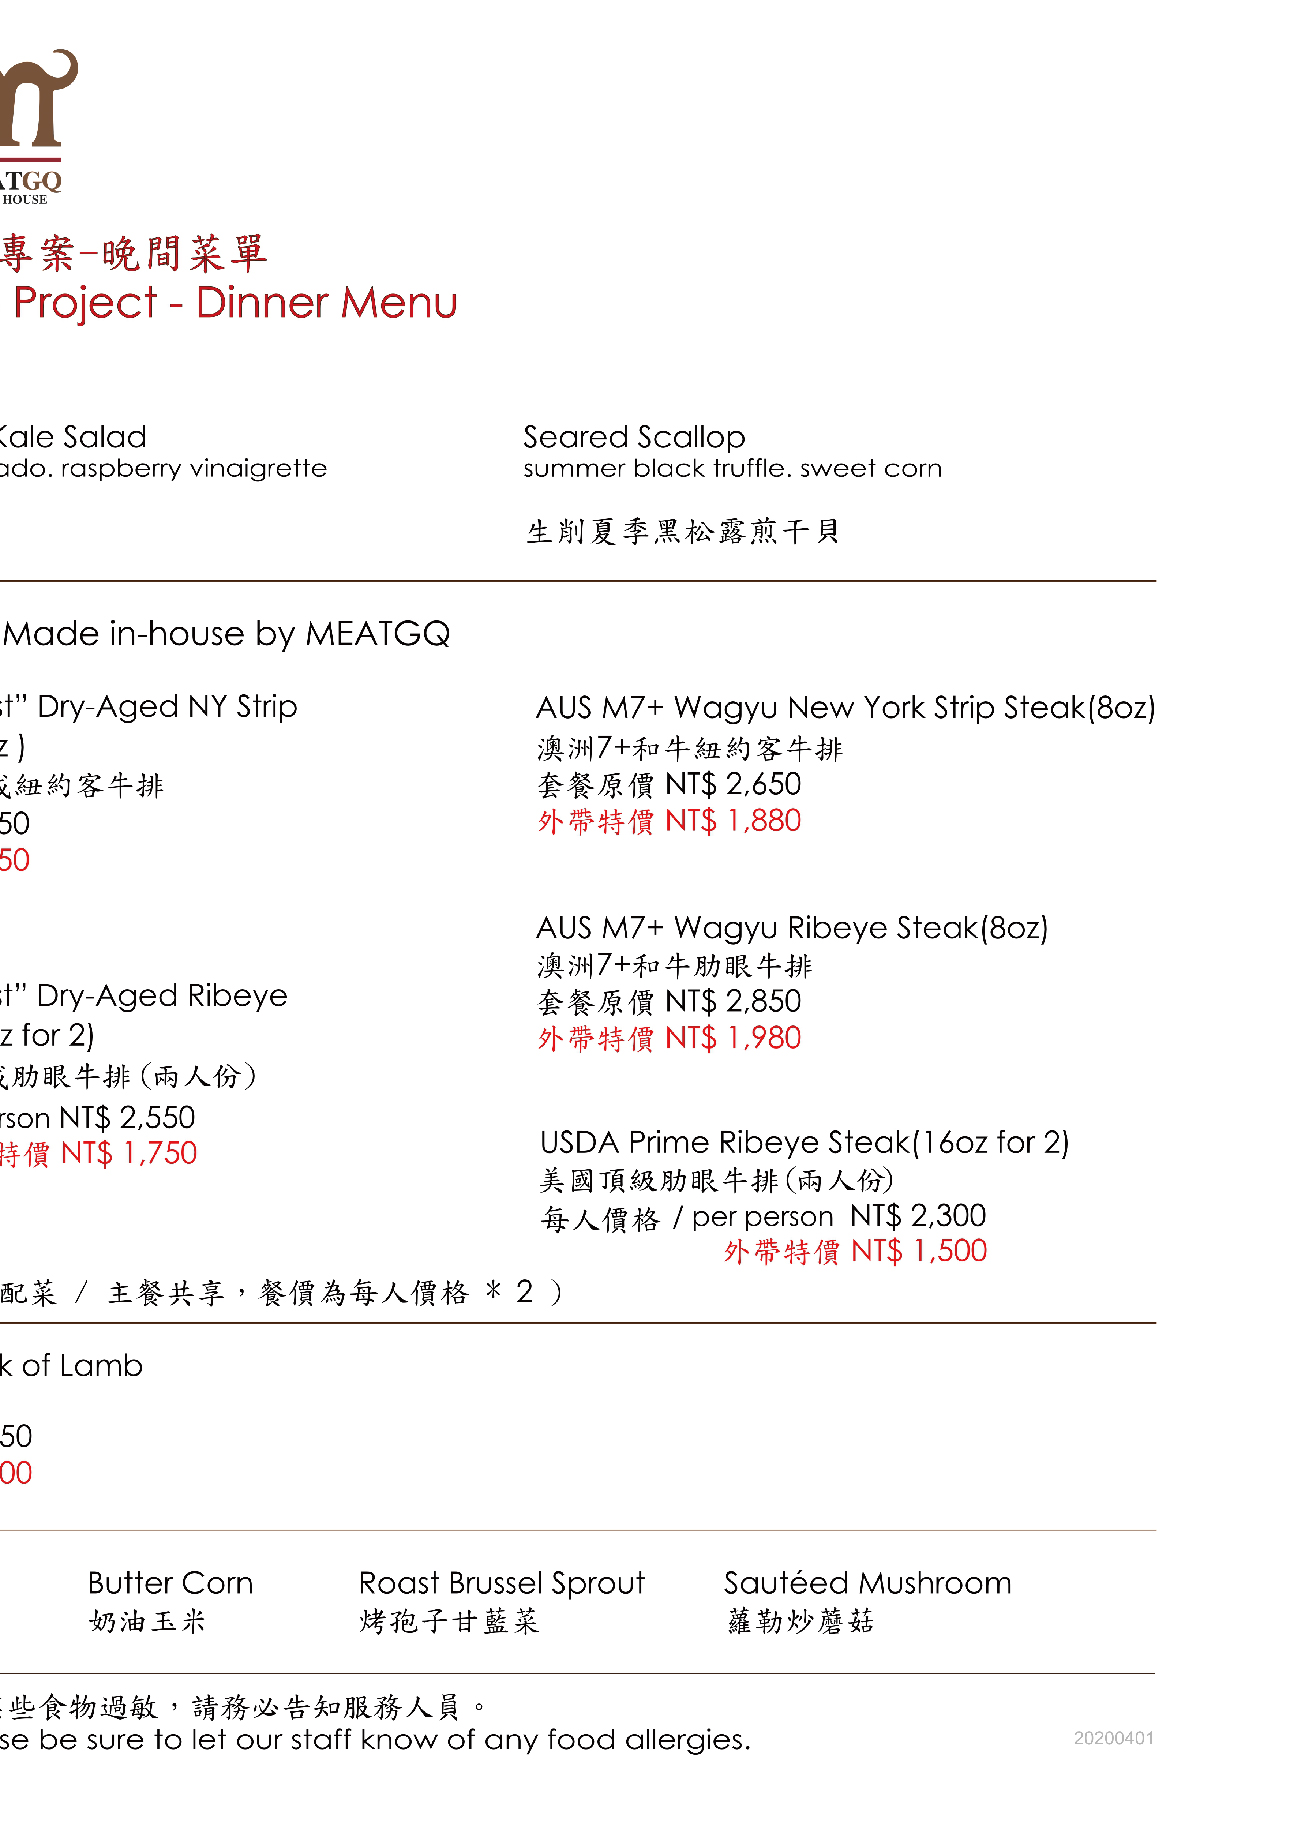 ATGQ
HOUSE
專案-晚間菜單
Project - Dinner Menu
Kale Salad
ado. raspberry vinaigrette
Seared Scallop
summer black truffle. sweet corn
生削夏季黑松露煎干貝
Made in-house by MEATGQ
st” Dry-Aged NY Strip
z )
成紐約客牛排
50
50
st” Dry-Aged Ribeye
z for 2)
成肋眼牛排(兩人份)
rson NT$ 2,550
特價 NT$ 1,750
AUS M7+ Wagyu New York Strip Steak(8oz)
澳洲7+和牛紐約客牛排
套餐原價 NT$ 2,650
外帶特價 NT$ 1,880
AUS M7+ Wagyu Ribeye Steak(8oz)
澳洲7+和牛肋眼牛排
套餐原價 NT$ 2,850
外帶特價 NT$ 1,980
USDA Prime Ribeye Steak(16oz for 2)
美國頂級肋眼牛排(兩人份)
每人價格 / per person NT$ 2,300
外帶特價 NT$ 1,500
配菜 / 主餐共享，餐價為每人價格 * 2 )
k of Lamb
50
00
Butter Corn
奶油玉米
Roast Brussel Sprout
烤孢子甘藍菜
Sautéed Mushroom
蘿勒炒蘑菇
些食物過敏，請務必告知服務人員。
se be sure to let our staff know of any food allergies.
20200401